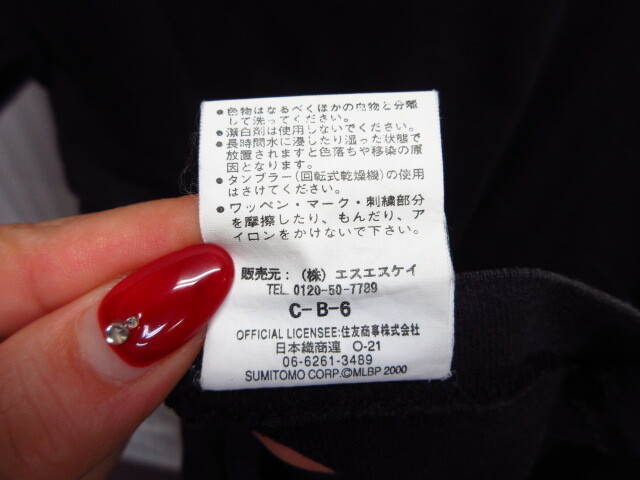 ●色物はなるべくほかの白物と分離
して洗ってください。
●漂白剤は使用しないでください。
●長時間水に浸したり湿った状態で
放置されますと色落ちや移染の原
因となります。
●タンブラー(回転式乾燥機)の使用
はさけてください。
●ワッペン・マーク・刺繍部分
を摩擦したり、もんだり、ア
イロンをかけないで下さい。
販売元：(株)エスエスケイ
TEL 0120-50-7789
C-B-6
OFFICIAL LICENSEE:住友商事株式会社
日本織商連 O-21
06-6261-3489
SUMITOMO CORP.©MLBP 2000